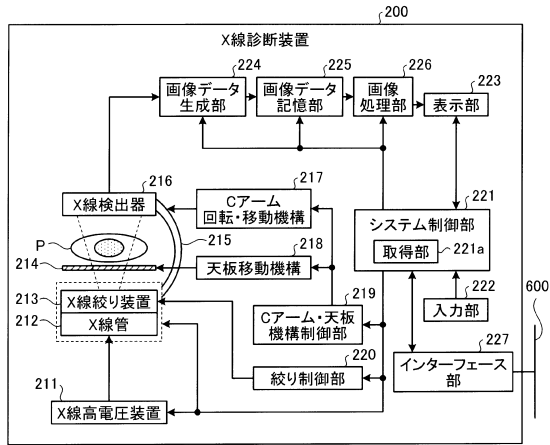 200
X線診断装置
224
225
226
223
画像データ
生成部
画像データ
記憶部
画像
処理部
表示部
216
X線検出器
217
Cアーム
回転・移動機構
215
221
システム制御部
取得部
221a
P
214
218
天板移動機構
213
X線絞り装置
212
X線管
219
Cアーム・天板
機構制御部
222
入力部
600
220
絞り制御部
227
インターフェース
部
211
X線高電圧装置